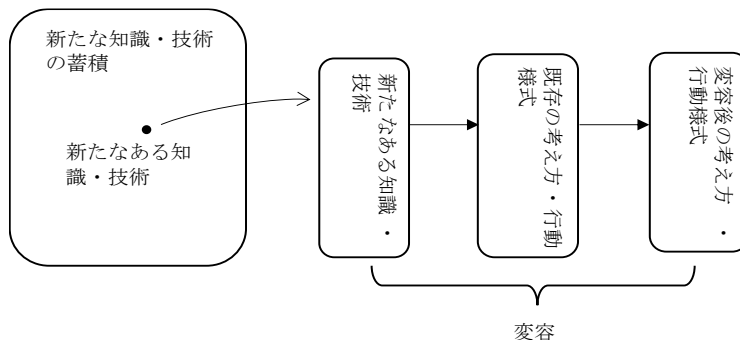 新たな知識・技術
の蓄積
新たなある知
識・技術
新たなある知識・
技術
既存の考え方・行動
様式
変容後の考え方・
行動様式
変容